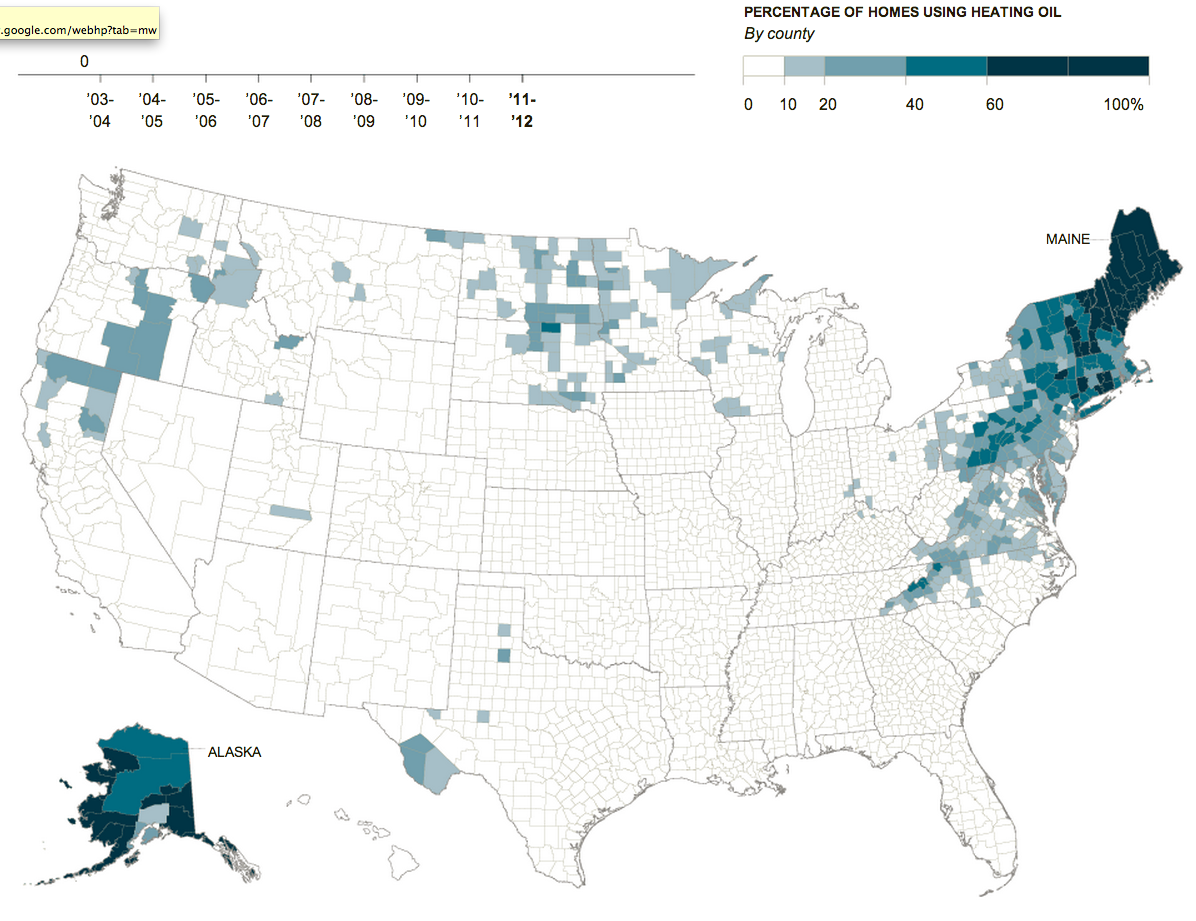 PERCENTAGE OF HOMES USING HEATING OIL
.google.com/webhp?tab=mw
By county
0
’03- ’04- ’05- ’06- ’07- ’08- ’09- ’10- ’11-
’04 ’05 ’06 ’07 ’08 ’09 ’10 ’11 ’12
0 10 20 40 60 100%
MAINE
ALASKA